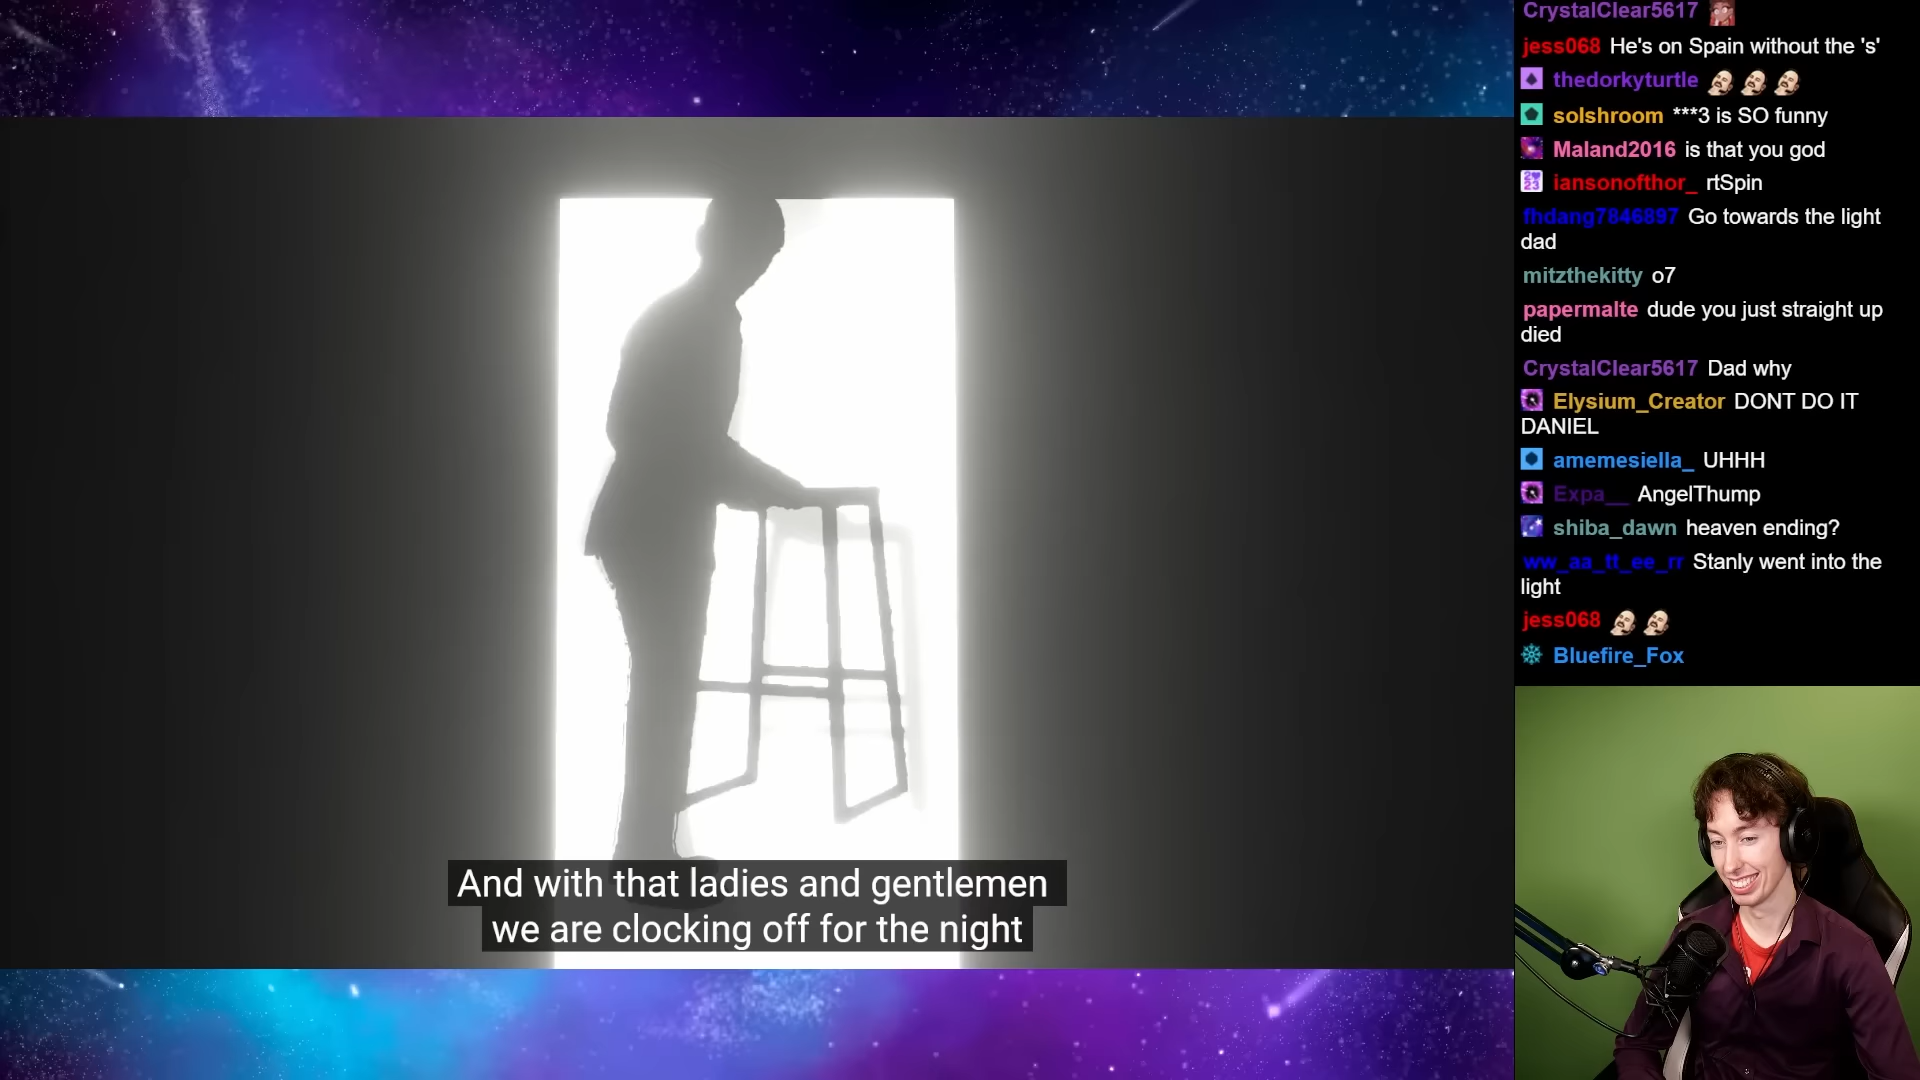 CrystalClear5617
jess068 He's on Spain without the 's'
thedorkyturtle
solshroom ***3 is SO funny
Maland2016 is that you god
iansonofthor_ rtSpin
fhdang7846897 Go towards the light
dad
mitzthekitty o7
papermalte dude you just straight up
died
CrystalClear5617 Dad why
Elysium_Creator DONT DO IT
DANIEL
amemesiella_ UHHH
Expa__ AngelThump
shiba_dawn heaven ending?
ww_aa_tt_ee_rr Stanly went into the
light
jess068
Bluefire_Fox
And with that ladies and gentlemen
we are clocking off for the night